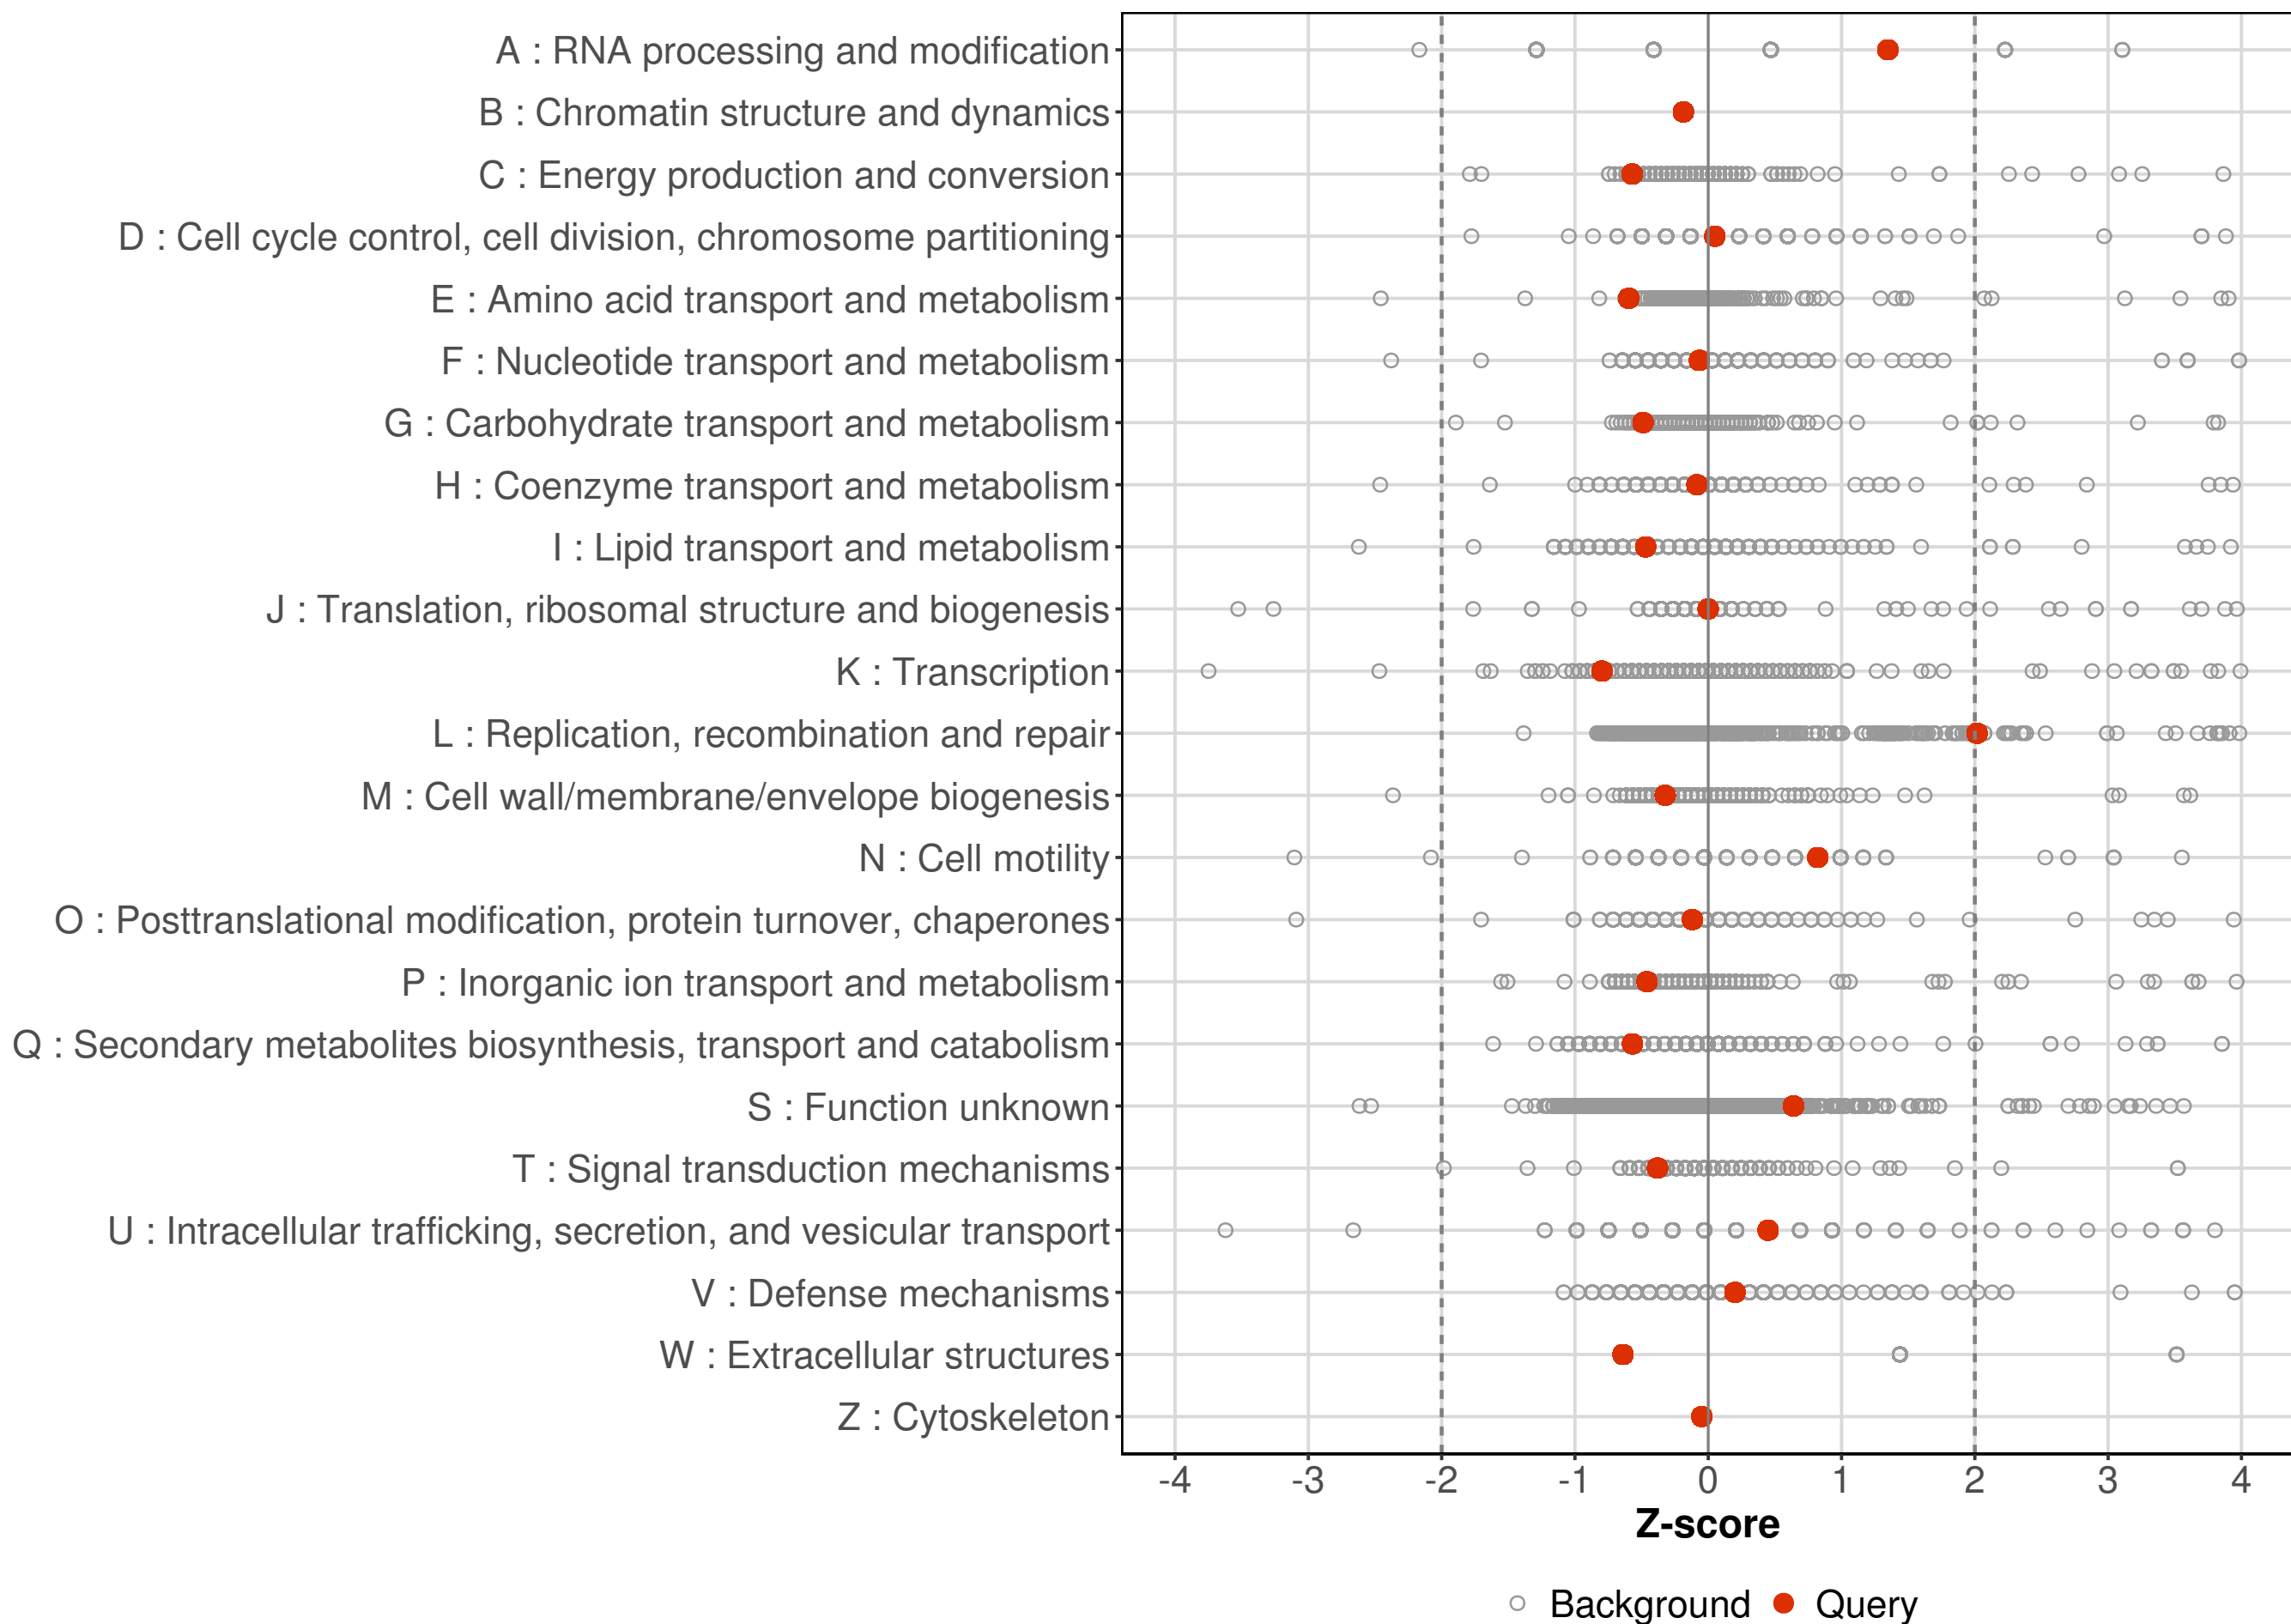 A : RNA processing and modification
B : Chromatin structure and dynamics
C : Energy production and conversion
D : Cell cycle control, cell division, chromosome partitioning
E : Amino acid transport and metabolism
F : Nucleotide transport and metabolism
G : Carbohydrate transport and metabolism
H : Coenzyme transport and metabolism
I : Lipid transport and metabolism
J : Translation, ribosomal structure and biogenesis
K : Transcription
L : Replication, recombination and repair
M : Cell wall/membrane/envelope biogenesis
N : Cell motility
O : Posttranslational modification, protein turnover, chaperones
P : Inorganic ion transport and metabolism
Q : Secondary metabolites biosynthesis, transport and catabolism
S : Function unknown
T : Signal transduction mechanisms
U : Intracellular trafficking, secretion, and vesicular transport
V : Defense mechanisms
W : Extracellular structures
Z : Cytoskeleton
-4 -3 -2 -1 0 1 2 3 4
Z-score
Background Query